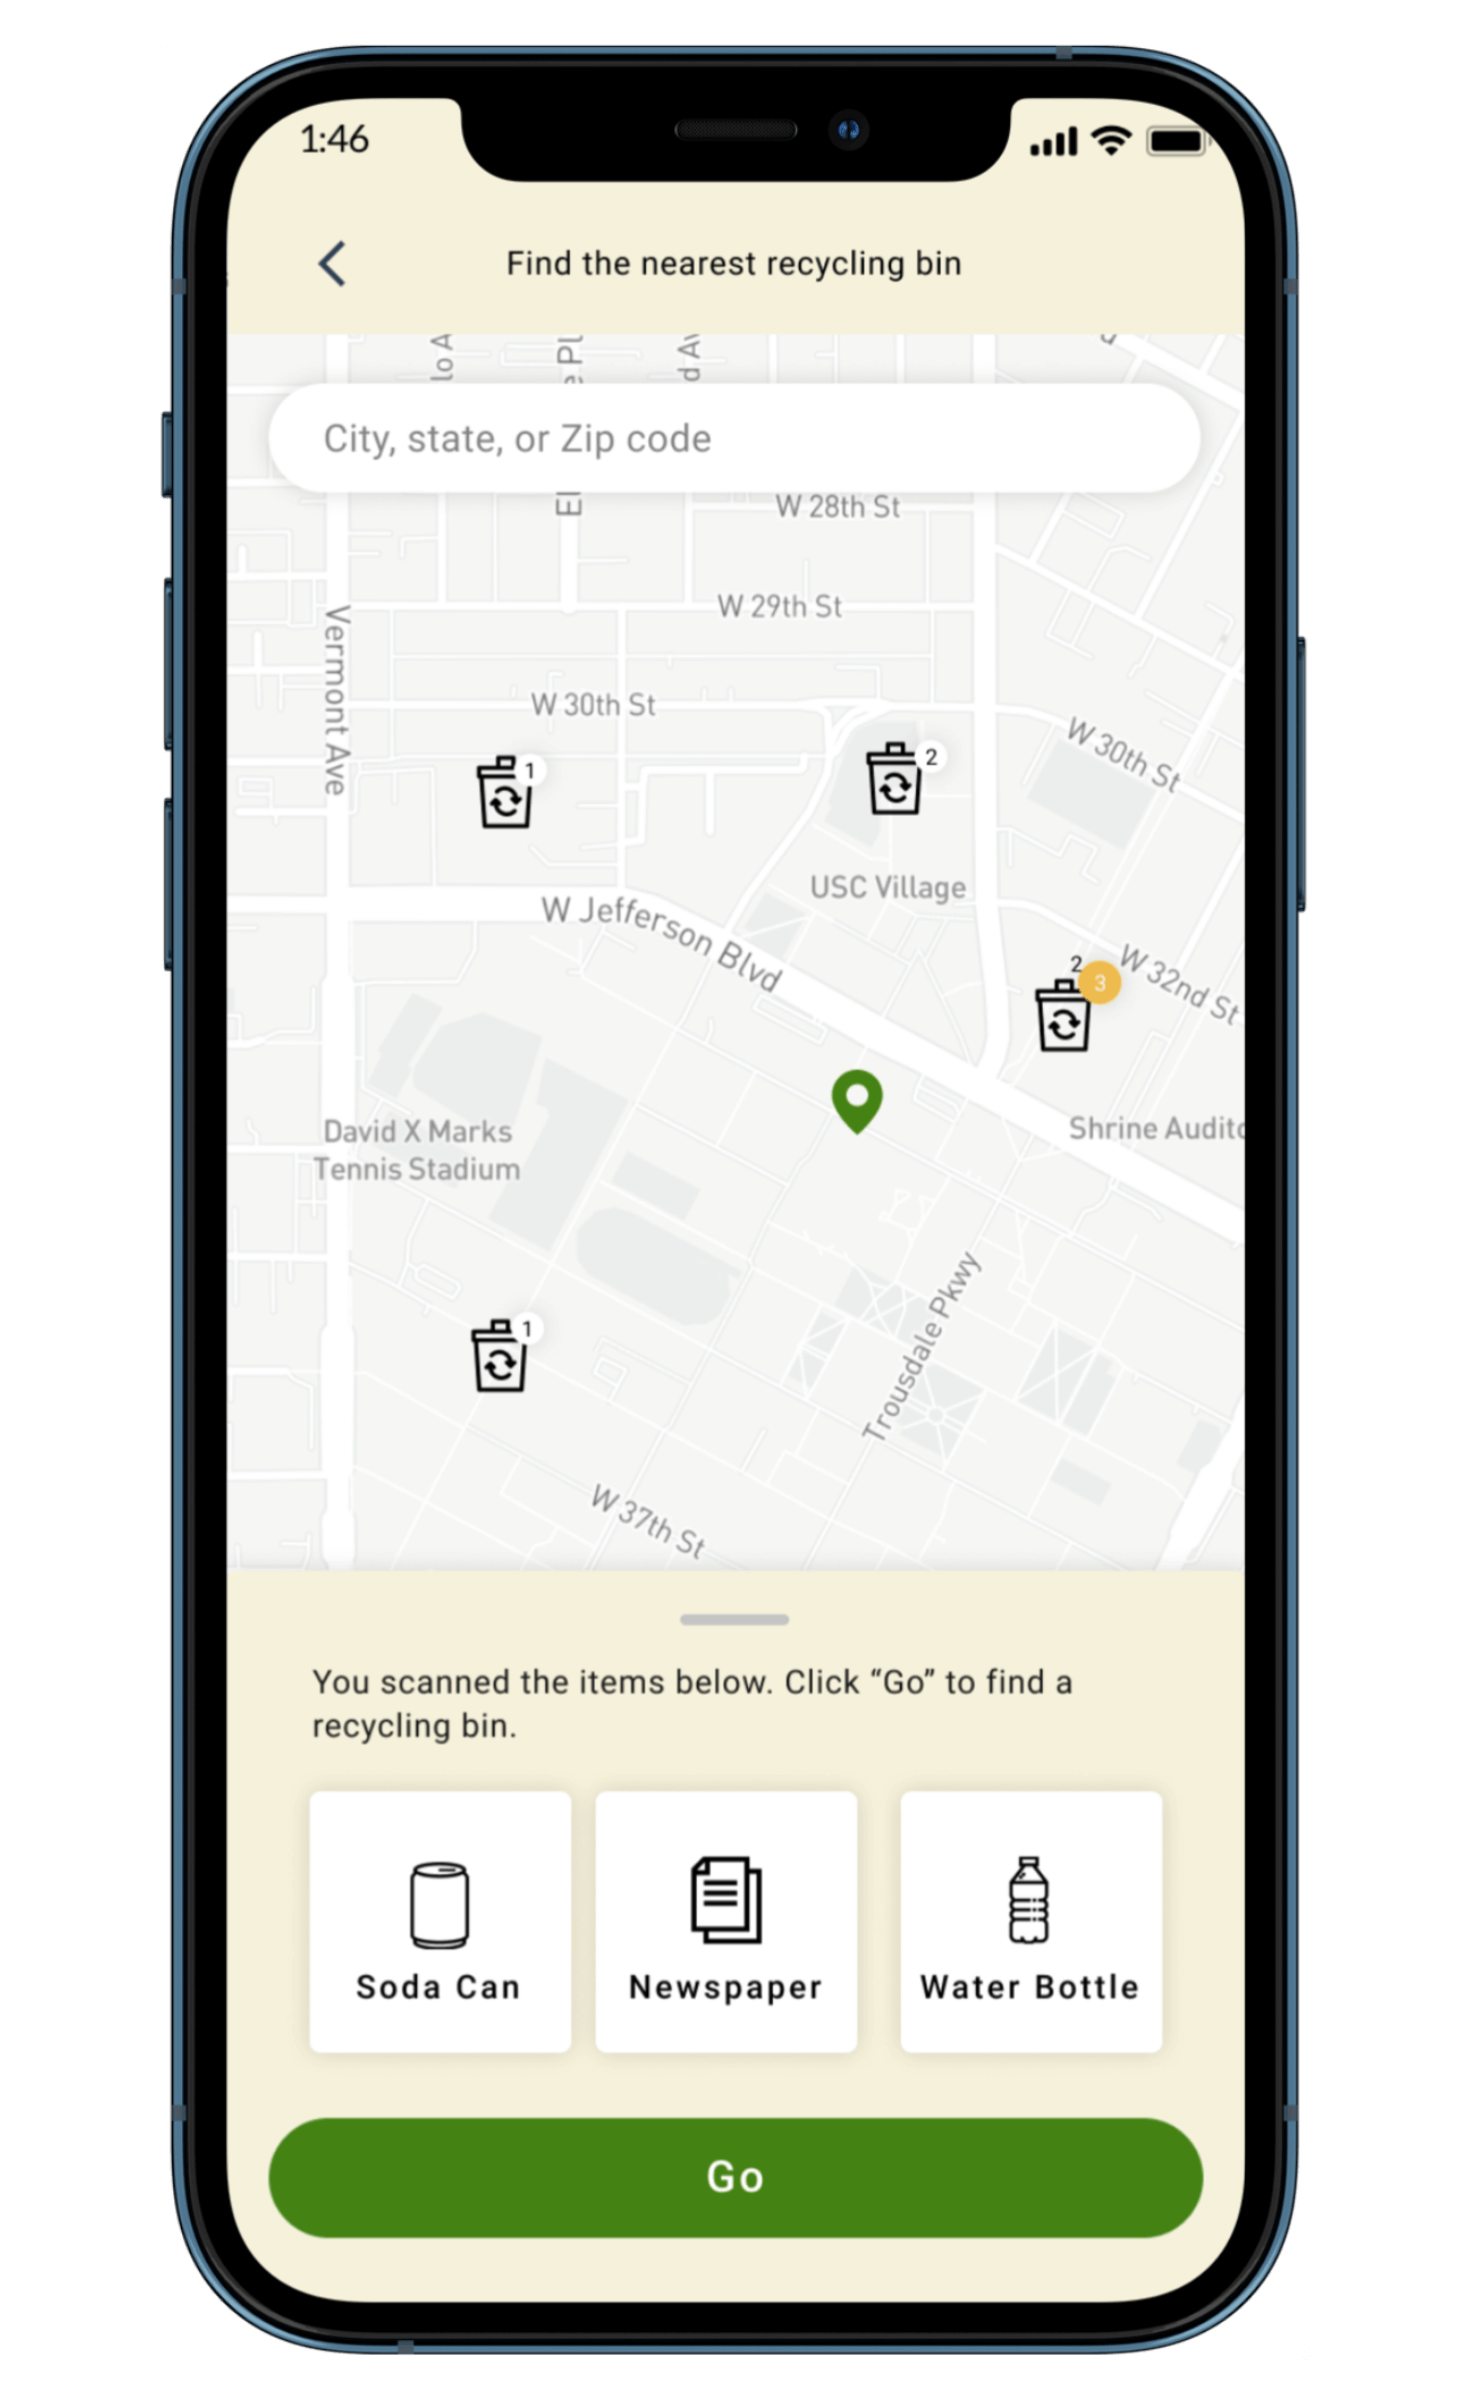 1:46
Find the nearest recycling bin
lo A
e Pl
d Av
City, state, or Zip code
El
W 28th St
W 29th St
Vermont Ave
W 30th St
W 30th St
1
2
USC Village
W Jefferson Blvd
2
3
W 32nd St
David X Marks
Tennis Stadium
Shrine Audito
Trousdale Pkwy
1
W 37th St
You scanned the items below. Click “Go” to find a
recycling bin.
Soda Can
Newspaper
Water Bottle
Go